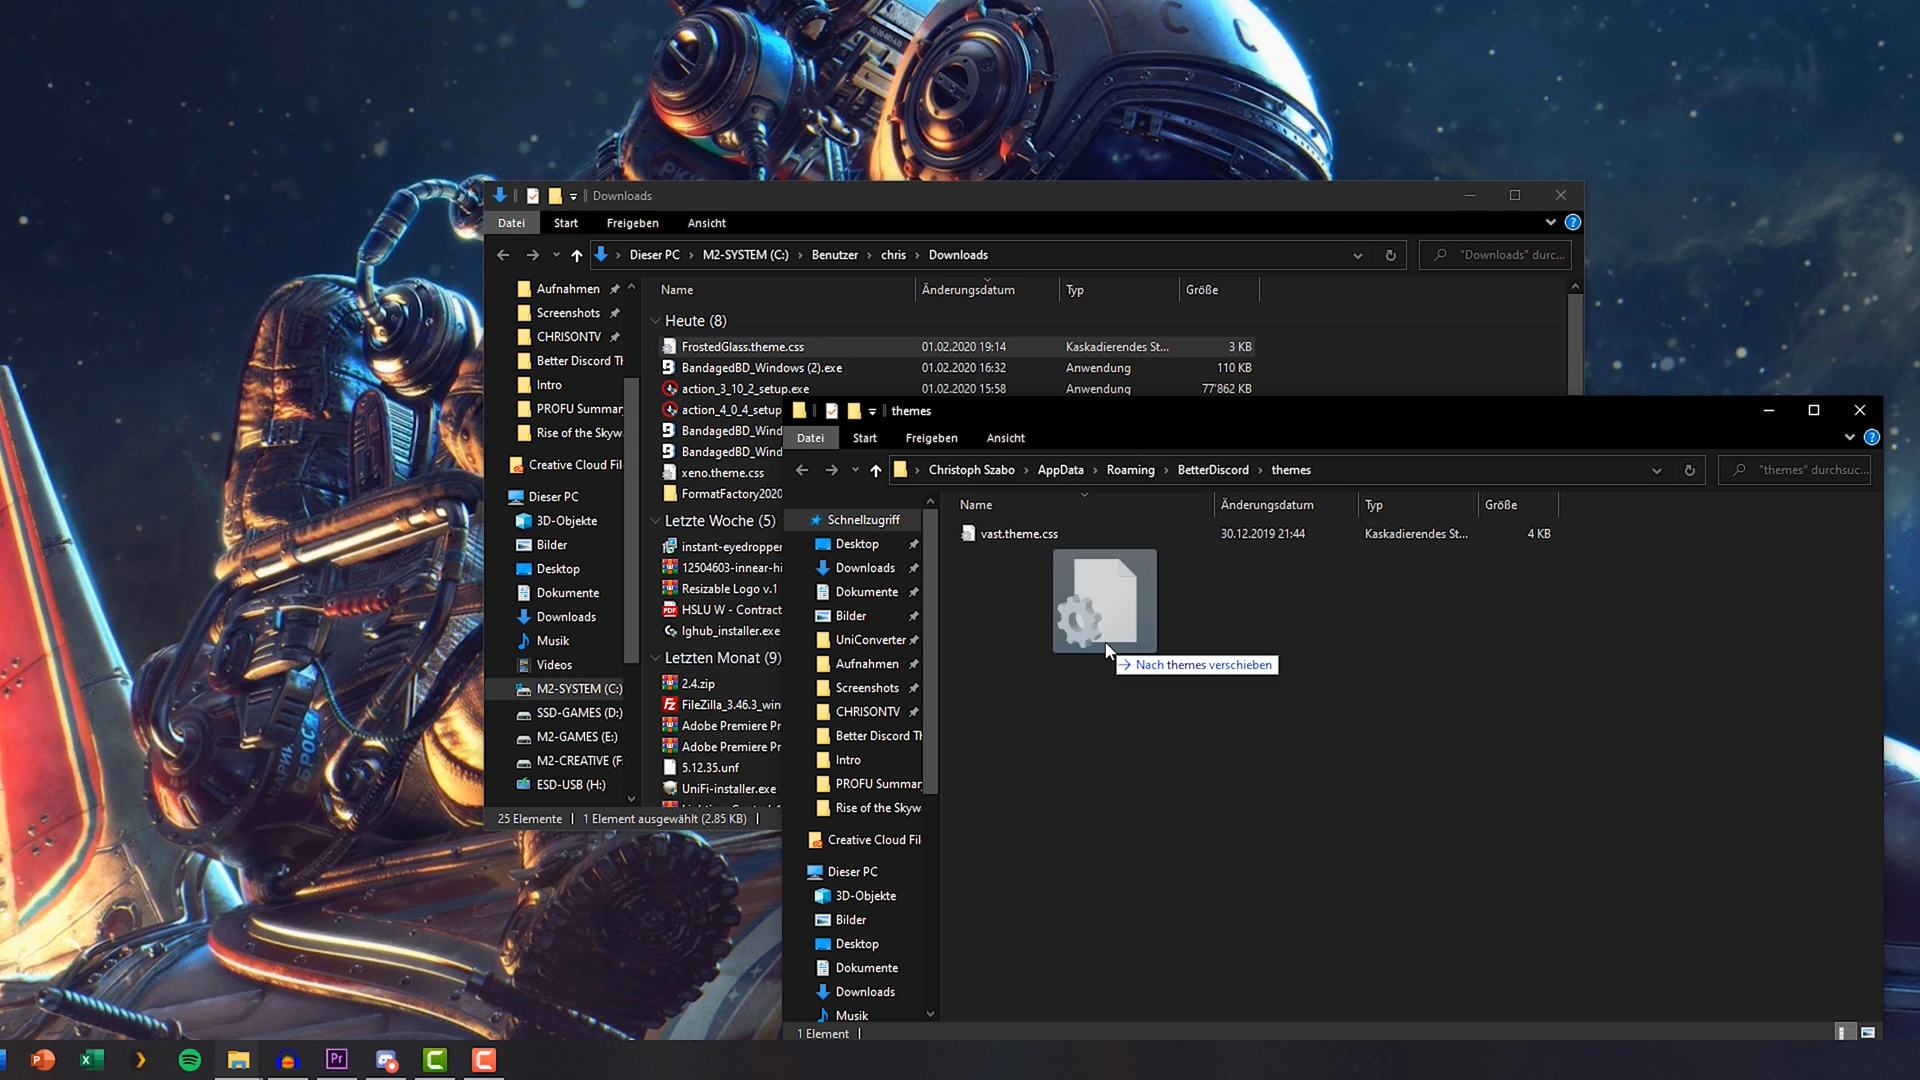 C C
Downloads
Datei Start Freigeben Ansicht
Dieser PC M2-SYSTEM (C:) Benutzer chris Downloads
"Downloads" durc...
Aufnahmen
Screenshots
CHRISONTV
Better Discord Th
Intro
PROFU Summar
Rise of the Skyw
Creative Cloud Fil
Dieser PC
3D-Objekte
Bilder
Desktop
Dokumente
Downloads
Musik
Videos
M2-SYSTEM (C:)
SSD-GAMES (D:)
M2-GAMES (E:)
M2-CREATIVE (F:
ESD-USB (H:)
Name Änderungsdatum Typ Größe
Heute (8)
FrostedGlass.theme.css 01.02.2020 19:14 Kaskadierendes St... 3 KB
BandagedBD_Windows (2).exe 01.02.2020 16:32 Anwendung 110 KB
action_3_10_2_setup.exe 01.02.2020 15:58 Anwendung 77'862 KB
action_4_0_4_setup
BandagedBD_Wind
BandagedBD_Wind
xeno.theme.css
FormatFactory2020
Letzte Woche (5)
instant-eyedropper
12504603-innear-hi
Resizable Logo v.1
HSLU W - Contract
lghub_installer.exe
Letzten Monat (9)
2.4.zip
FileZilla_3.46.3_win
Adobe Premiere Pr
Adobe Premiere Pr
5.12.35.unf
UniFi-installer.exe
25 Elemente 1 Element ausgewählt (2.85 KB)
themes
Datei Start Freigeben Ansicht
Christoph Szabo AppData Roaming BetterDiscord themes
"themes" durchsuc...
Schnellzugriff
Desktop
Downloads
Dokumente
Bilder
UniConverter
Aufnahmen
Screenshots
CHRISONTV
Better Discord Th
Intro
PROFU Summar
Rise of the Skyw
Creative Cloud Fil
Dieser PC
3D-Objekte
Bilder
Desktop
Dokumente
Downloads
Musik
Name Änderungsdatum Typ Größe
vast.theme.css 30.12.2019 21:44 Kaskadierendes St... 4 KB
Nach themes verschieben
1 Element
Pr